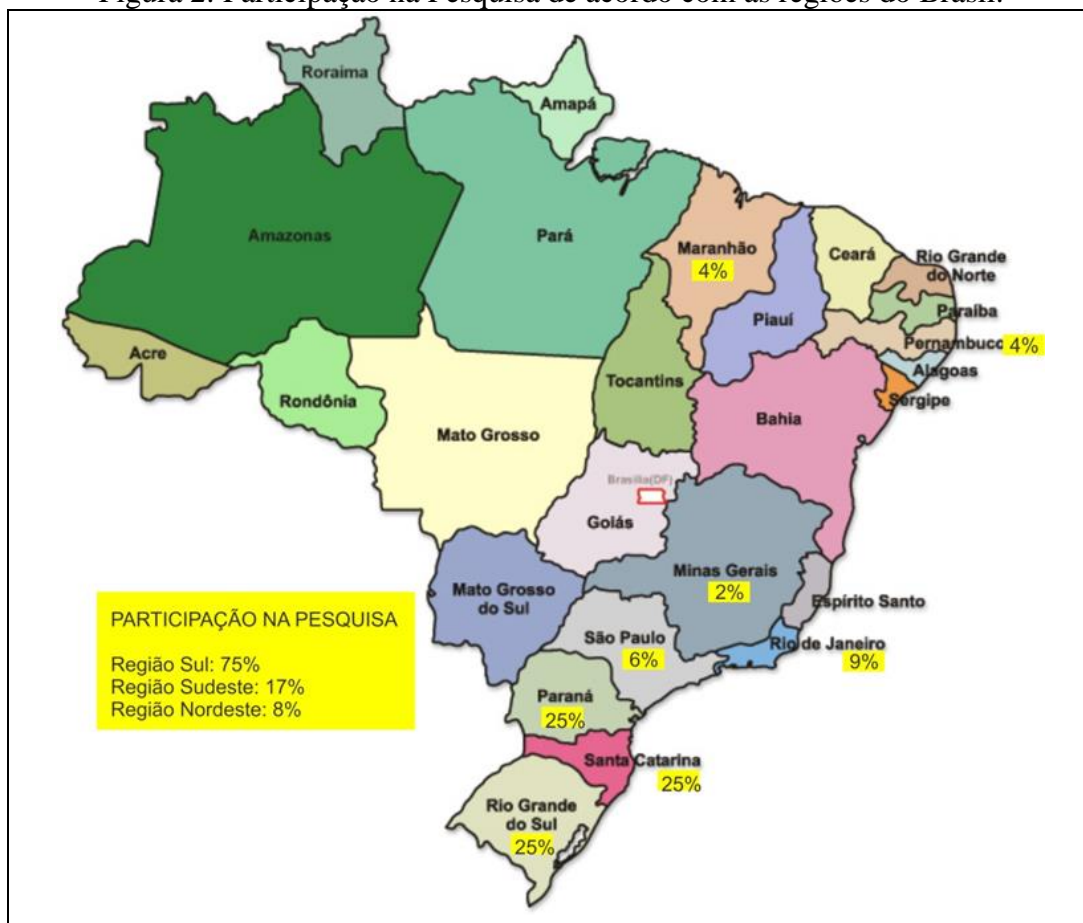 Figura 2: Participação na Pesquisa de acordo com as regiões do Brasil.
Roraima
Amapá
Amazonas
Pará
Maranhão
4%
Ceará
Rio Grande
do Norte
Paraíba
Piauí
Pernambuco 4%
Acre
Alagoas
Tocantins
Sergipe
Rondônia
Bahia
Mato Grosso
Brasília(DF)
Goiás
Minas Gerais
2%
Mato Grosso
do Sul
Espírito Santo
São Paulo
6%
Rio de Janeiro
9%
PARTICIPAÇÃO NA PESQUISA
Região Sul: 75%
Região Sudeste: 17%
Região Nordeste: 8%
Paraná
25%
Santa Catarina
25%
Rio Grande
do Sul
25%